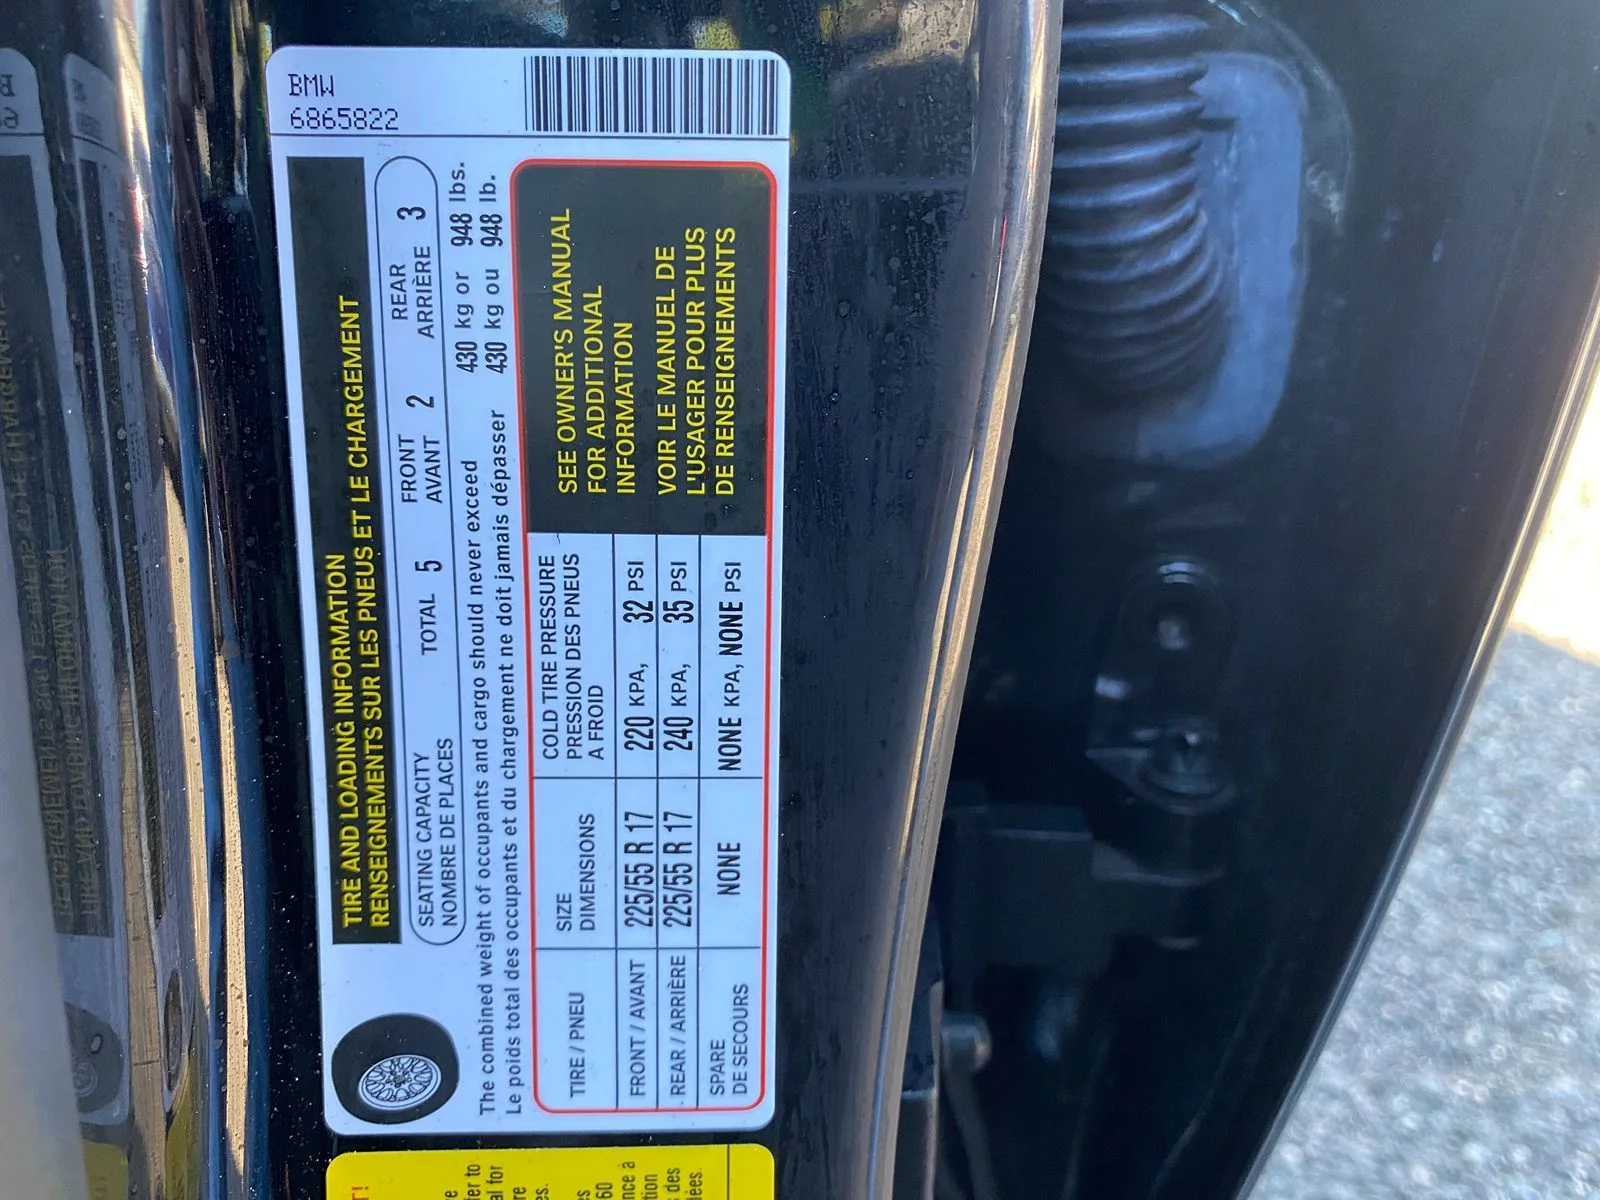 BMW
6865822
TIRE AND LOADING INFORMATION
RENSEIGNEMENTS SUR LES PNEUS ET LE CHARGEMENT
SEATING CAPACITY
NOMBRE DE PLACES
TOTAL 5
FRONT
AVANT 2
REAR
ARRIÈRE 3
The combined weight of occupants and cargo should never exceed 430 kg or 948 lbs.
Le poids total des occupants et du chargement ne doit jamais dépasser 430 kg ou 948 lb.
TIRE / PNEU
SIZE
DIMENSIONS
COLD TIRE PRESSURE
PRESSION DES PNEUS
A FROID
FRONT / AVANT 225/55 R 17 220 KPA, 32 PSI
REAR / ARRIÈRE 225/55 R 17 240 KPA, 35 PSI
SPARE
DE SECOURS
NONE NONE KPA, NONE PSI
SEE OWNER'S MANUAL
FOR ADDITIONAL
INFORMATION
VOIR LE MANUEL DE
L'USAGER POUR PLUS
DE RENSEIGNEMENTS